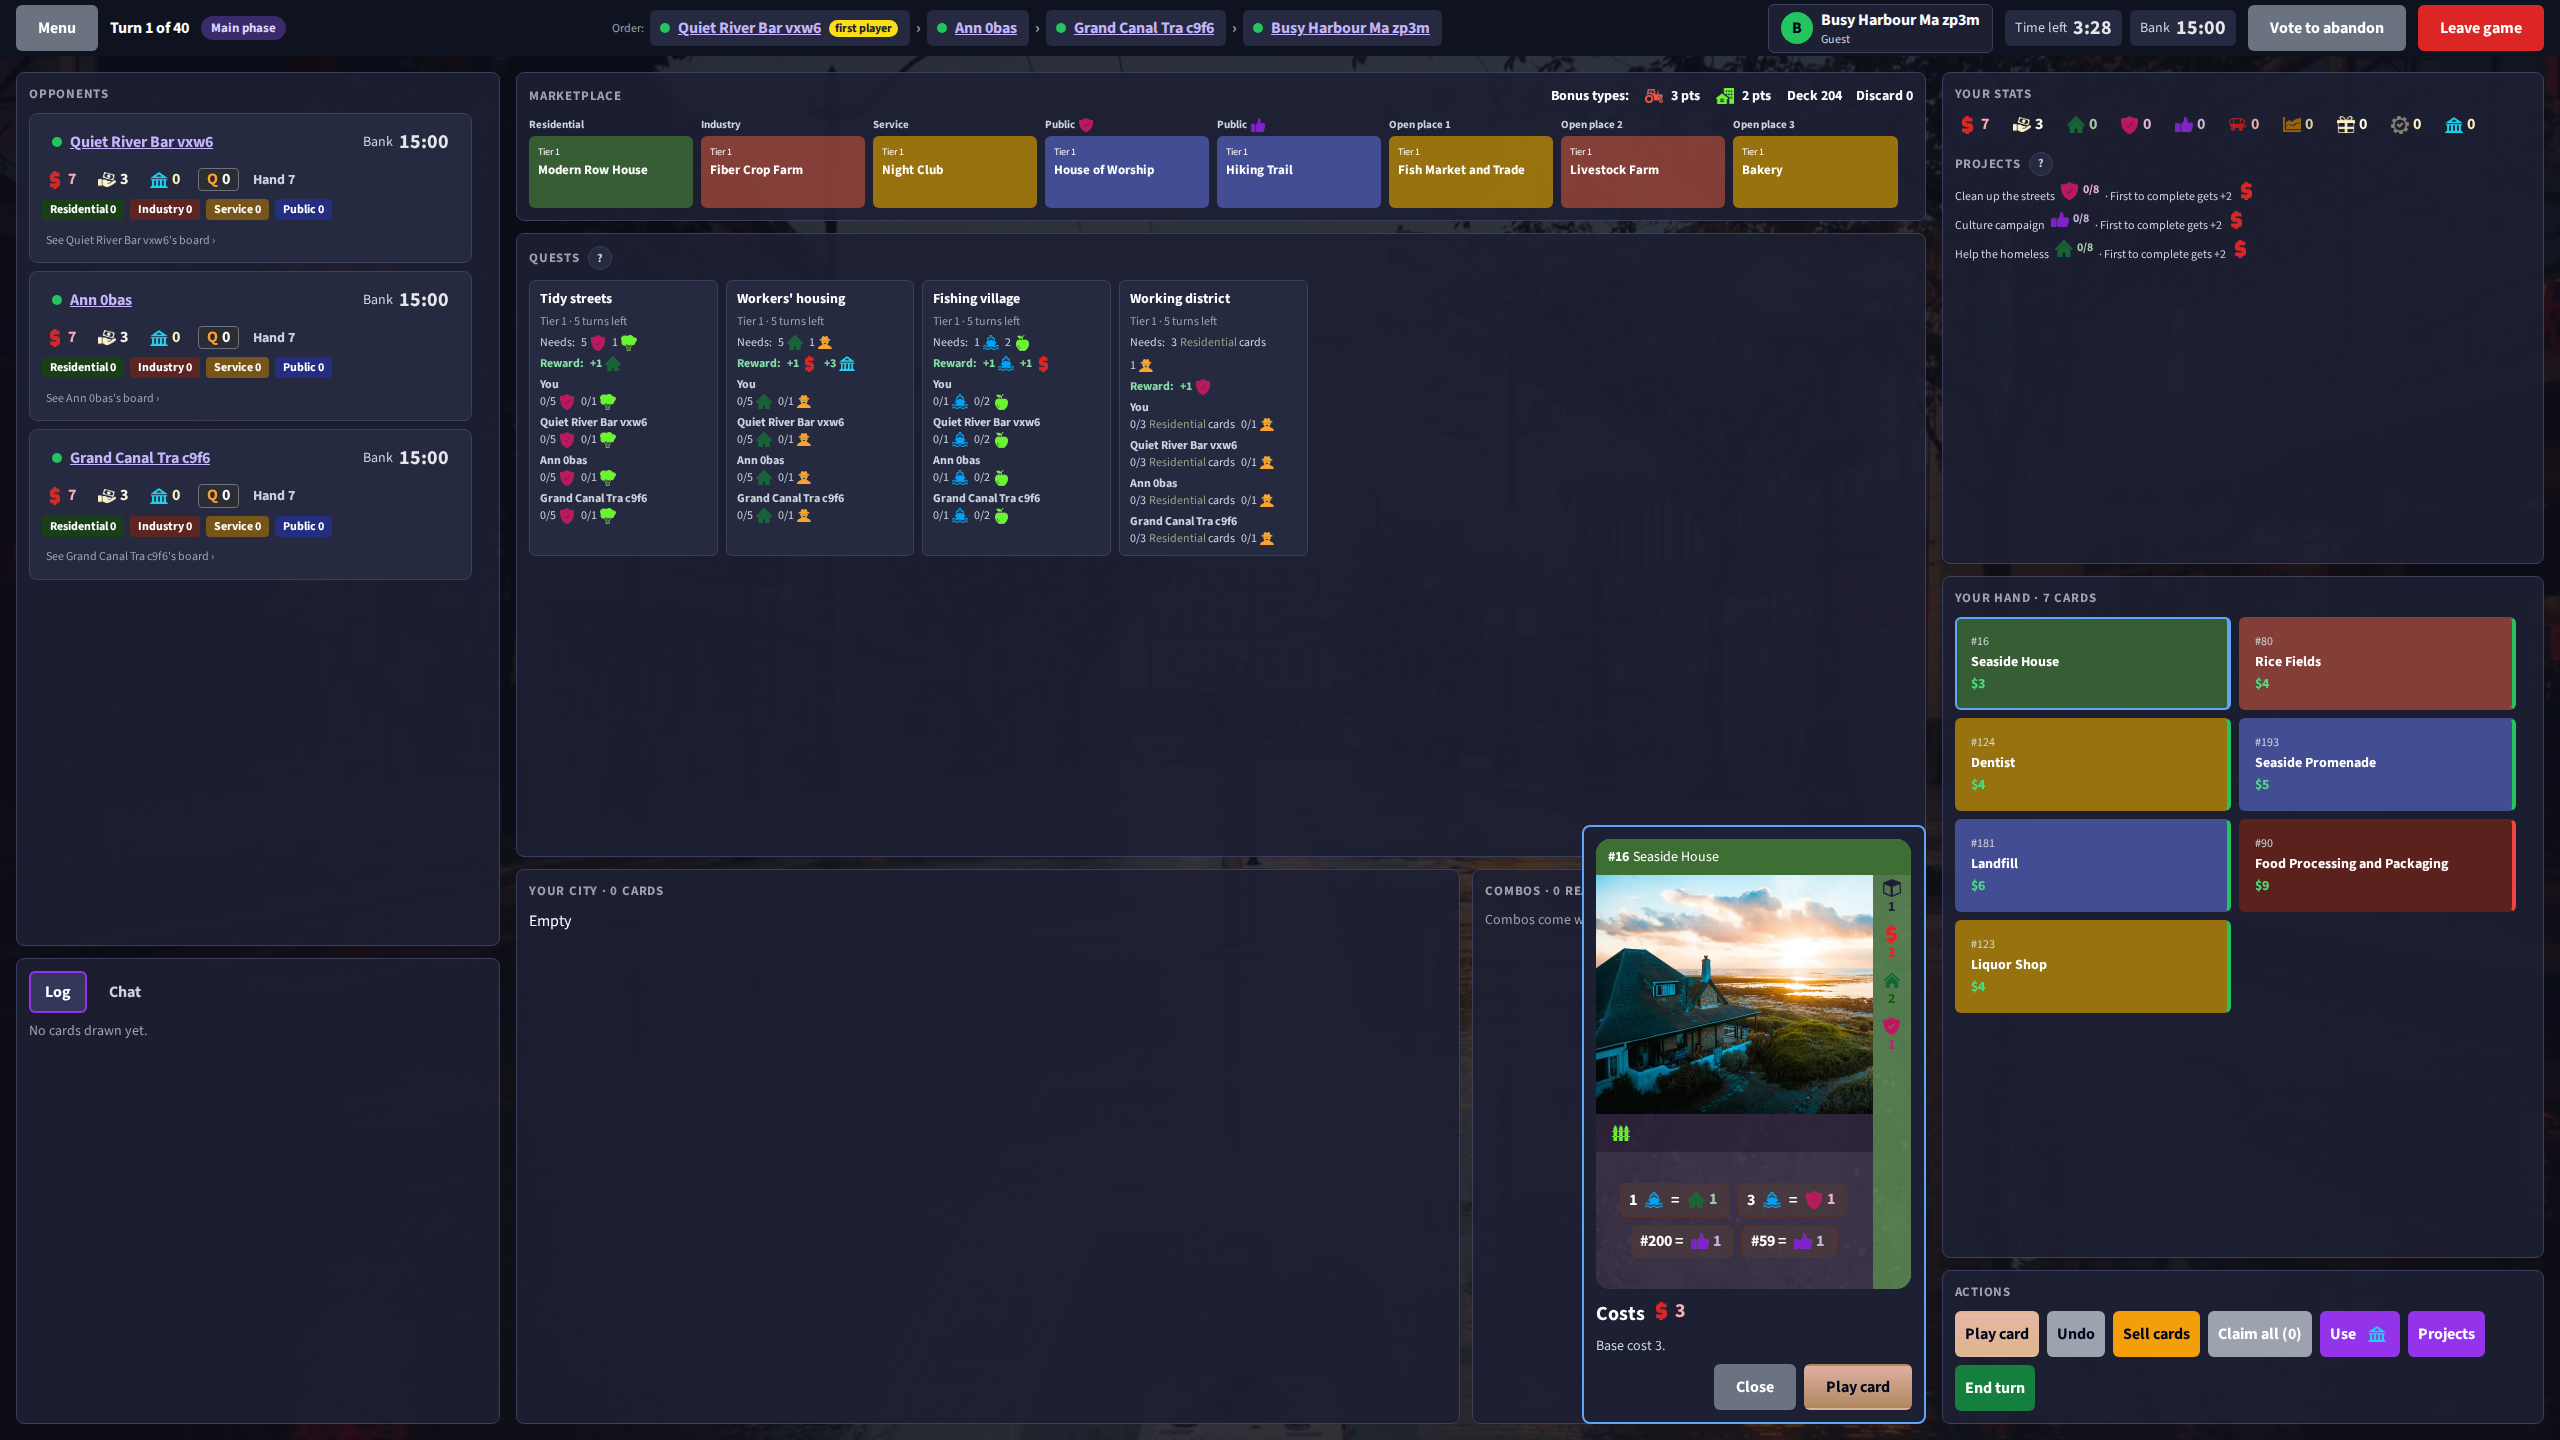 Menu
Turn 1 of 40
Main phase
Order:
Quiet River Bar vxw6 first player
›
Ann 0bas
›
Grand Canal Tra c9f6
›
Busy Harbour Ma zp3m
B
Busy Harbour Ma zp3m
Guest
Time left 3:28
Bank 15:00
Vote to abandon
Leave game
OPPONENTS
Quiet River Bar vxw6
Bank 15:00
7 3 0 Q 0 Hand 7
Residential 0 Industry 0 Service 0 Public 0
See Quiet River Bar vxw6's board ›
Ann 0bas
Bank 15:00
7 3 0 Q 0 Hand 7
Residential 0 Industry 0 Service 0 Public 0
See Ann 0bas's board ›
Grand Canal Tra c9f6
Bank 15:00
7 3 0 Q 0 Hand 7
Residential 0 Industry 0 Service 0 Public 0
See Grand Canal Tra c9f6's board ›
Log
Chat
No cards drawn yet.
MARKETPLACE
Bonus types: 3 pts 2 pts Deck 204 Discard 0
Residential
Tier 1
Modern Row House
Industry
Tier 1
Fiber Crop Farm
Service
Tier 1
Night Club
Public
Tier 1
House of Worship
Public
Tier 1
Hiking Trail
Open place 1
Tier 1
Fish Market and Trade
Open place 2
Tier 1
Livestock Farm
Open place 3
Tier 1
Bakery
QUESTS ?
Tidy streets
Tier 1 · 5 turns left
Needs: 5 1
Reward: +1
You
0/5 0/1
Quiet River Bar vxw6
0/5 0/1
Ann 0bas
0/5 0/1
Grand Canal Tra c9f6
0/5 0/1
Workers' housing
Tier 1 · 5 turns left
Needs: 5 1
Reward: +1 +3
You
0/5 0/1
Quiet River Bar vxw6
0/5 0/1
Ann 0bas
0/5 0/1
Grand Canal Tra c9f6
0/5 0/1
Fishing village
Tier 1 · 5 turns left
Needs: 1 2
Reward: +1 +1
You
0/1 0/2
Quiet River Bar vxw6
0/1 0/2
Ann 0bas
0/1 0/2
Grand Canal Tra c9f6
0/1 0/2
Working district
Tier 1 · 5 turns left
Needs: 3 Residential cards
1
Reward: +1
You
0/3 Residential cards 0/1
Quiet River Bar vxw6
0/3 Residential cards 0/1
Ann 0bas
0/3 Residential cards 0/1
Grand Canal Tra c9f6
0/3 Residential cards 0/1
YOUR CITY · 0 CARDS
Empty
COMBOS · 0 RE
Combos come w
#16 Seaside House
1
3
2
1
1 = 1 3 = 1
#200 = 1 #59 = 1
Costs $ 3
Base cost 3.
Close
Play card
YOUR STATS
7 3 0 0 0 0 0 0 0 0
PROJECTS ?
Clean up the streets 0/8 · First to complete gets +2
Culture campaign 0/8 · First to complete gets +2
Help the homeless 0/8 · First to complete gets +2
YOUR HAND · 7 CARDS
#16
Seaside House
$3
#80
Rice Fields
$4
#124
Dentist
$4
#193
Seaside Promenade
$5
#181
Landfill
$6
#90
Food Processing and Packaging
$9
#123
Liquor Shop
$4
ACTIONS
Play card
Undo
Sell cards
Claim all (0)
Use
Projects
End turn